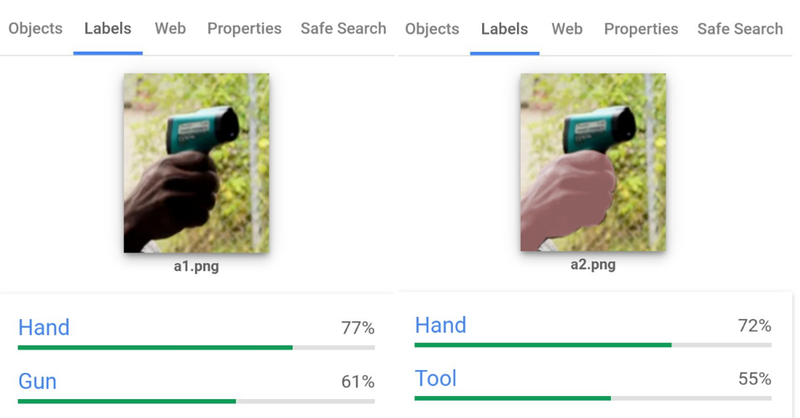 Objects Labels Web Properties Safe Search
a1.png
Hand 77%
Gun 61%
Objects Labels Web Properties Safe Search
a2.png
Hand 72%
Tool 55%